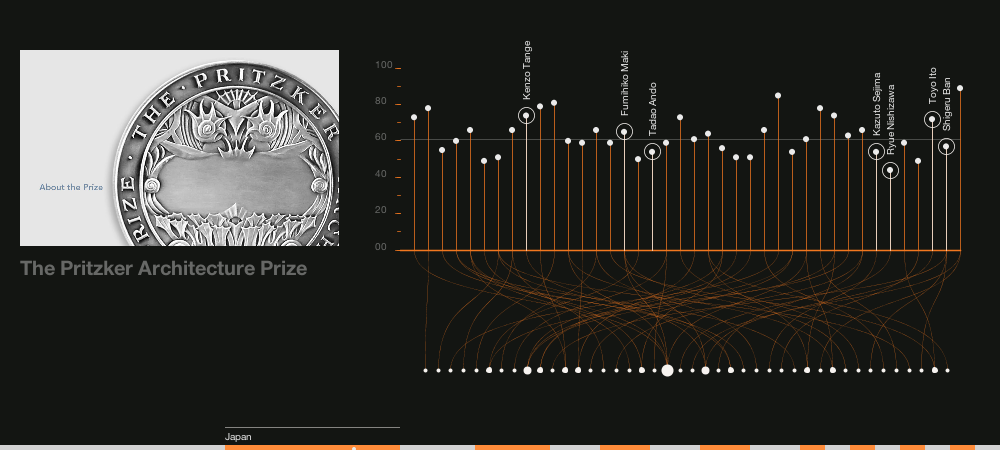 THE · PRITZKER
RIZE
About the Prize
The Pritzker Architecture Prize
100
80
60
40
20
00
Kenzo Tange
Fumihiko Maki
Tadao Ando
Kazuto Sejima
Ryue Nishizawa
Toyo Ito
Shigeru Ban
Japan